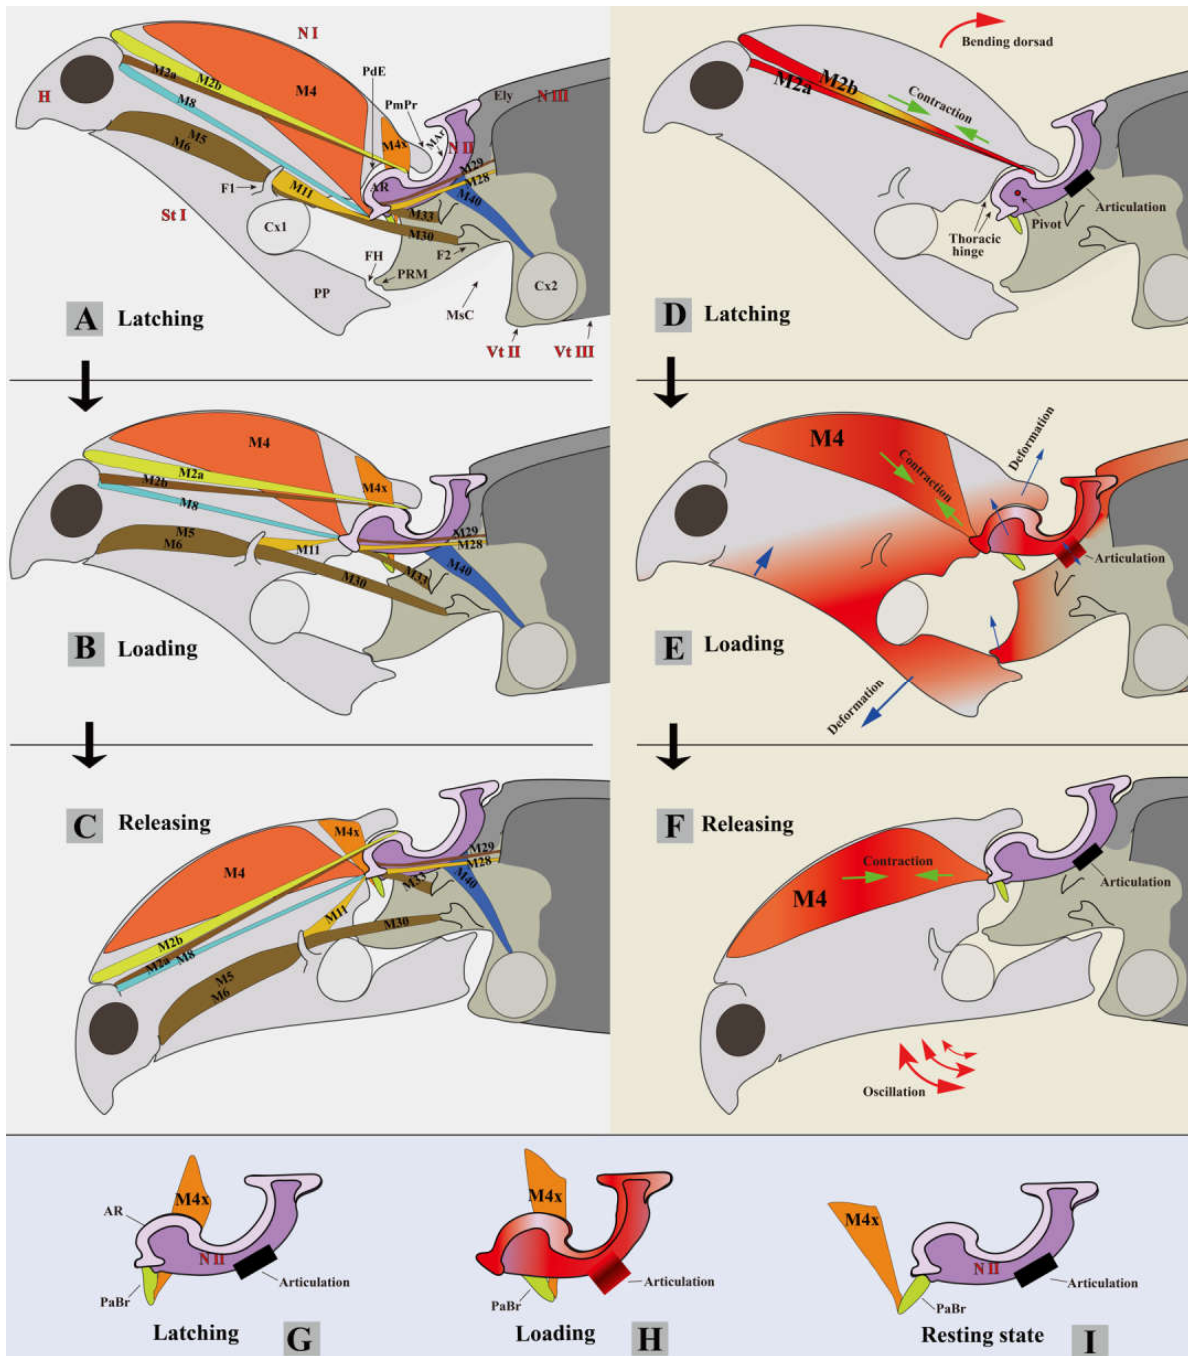 N I
H
M2a
M2b
M8
M4
PdE
PmPr
Ely
N III
MAr
N II
M4x
M5
M6
M29
M28
F1
M11
AR
M40
St I
Cx1
M33
M30
F2
FH
PRM
PP
Cx2
MsC
A Latching
Vt II
Vt III
Bending dorsad
M2a
M2b
Contraction
Articulation
Pivot
Thoracic
hinge
D Latching
M4
M2a
M2b
M4x
M8
M5
M6
M11
M29
M28
M33
M30
M40
B Loading
M4
Contraction
Deformation
Articulation
E Loading
Deformation
C Releasing
M4x
M4
M29
M28
M33
M40
M11
M30
M2b
M2a
M8
M5
M6
F Releasing
Contraction
M4
Articulation
Oscillation
M4x
AR
N II
Articulation
PaBr
Latching G
M4x
Articulation
PaBr
Loading H
M4x
N II
Articulation
PaBr
Resting state I